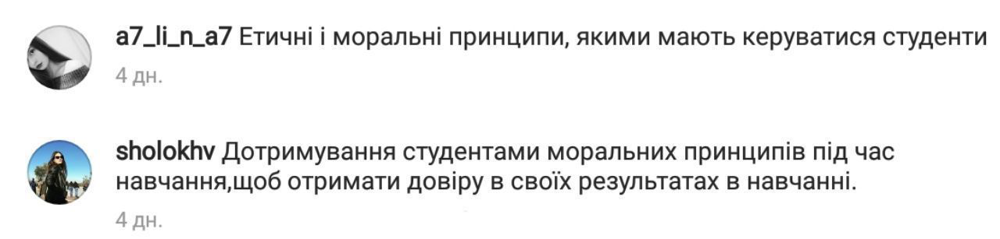 a7_li_n_a7 Етичні і моральні принципи, якими мають керуватися студенти
4 дн.
sholokhv Дотримування студентами моральних принципів під час
навчання,щоб отримати довіру в своїх результатах в навчанні.
4 дн.